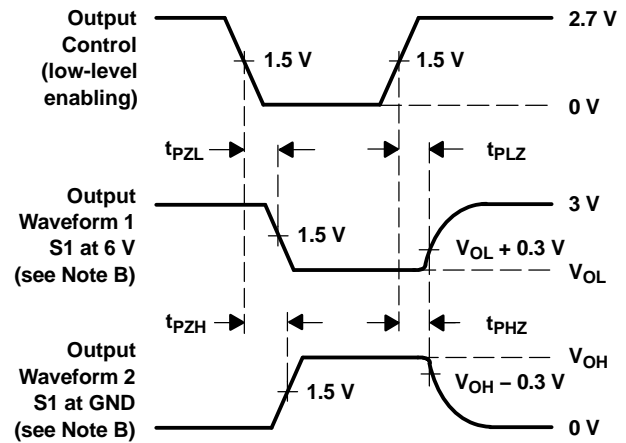 Output
Control
(low-level
enabling)
2.7 V
1.5 V
1.5 V
0 V
tPZL
tPLZ
Output
Waveform 1
S1 at 6 V
(see Note B)
3 V
1.5 V
VOL + 0.3 V
VOL
tPZH
tPHZ
Output
Waveform 2
S1 at GND
(see Note B)
VOH
1.5 V
VOH – 0.3 V
0 V